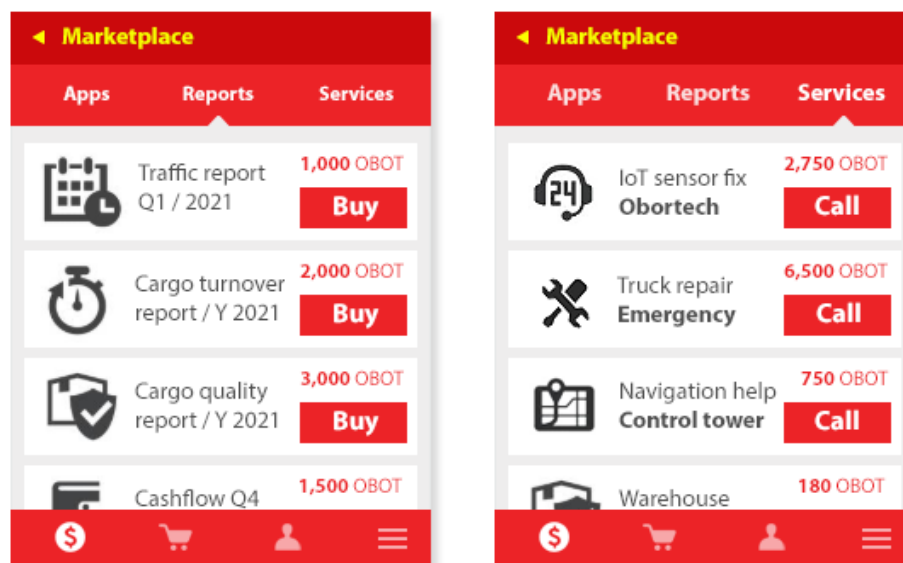 Marketplace
Apps Reports Services
Traffic report
Q1 / 2021
1,000 OBOT
Buy
Cargo turnover
report / Y 2021
2,000 OBOT
Buy
Cargo quality
report / Y 2021
3,000 OBOT
Buy
Cashflow Q4
1,500 OBOT
$
Marketplace
Apps Reports Services
24
IoT sensor fix
Obortech
2,750 OBOT
Call
Truck repair
Emergency
6,500 OBOT
Call
Navigation help
Control tower
750 OBOT
Call
Warehouse
180 OBOT
$